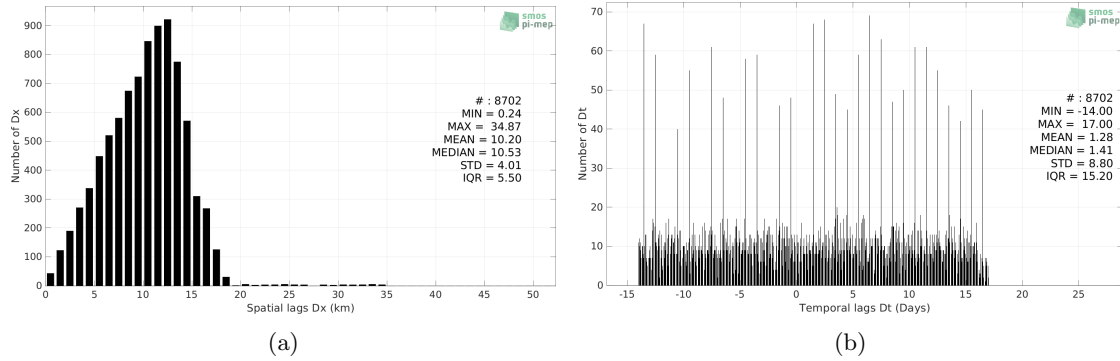 Number of Dx
900
800
700
600
500
400
300
200
100
0
0 5 10 15 20 25 30 35 40 45 50
Spatial lags Dx (km)
smos
pi-mep
# : 8702
MIN = 0.24
MAX = 34.87
MEAN = 10.20
MEDIAN = 10.53
STD = 4.01
IQR = 5.50
(a)
Number of Dt
70
60
50
40
30
20
10
0
-15 -10 -5 0 5 10 15 20 25
Temporal lags Dt (Days)
smos
pi-mep
# : 8702
MIN = -14.00
MAX = 17.00
MEAN = 1.28
MEDIAN = 1.41
STD = 8.80
IQR = 15.20
(b)